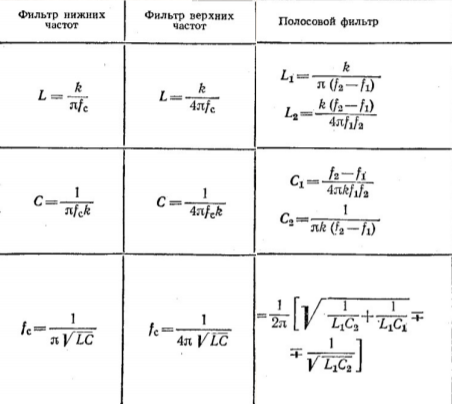 Фильтр нижних частот
Фильтр верхних частот
Полосовой фильтр
L = k / πf_c
L = k / 4πf_c
L₁ = k / π (f₂ − f₁)
L₂ = k (f₂ − f₁) / 4πf₁f₂
C = 1 / πf_c k
C = 1 / 4πf_c k
C₁ = f₂ − f₁ / 4πkf₁f₂
C₂ = 1 / πk (f₂ − f₁)
f_c = 1 / π √LC
f_c = 1 / 4π √LC
= 1 / 2π [ √ 1 / L₁C₂ + 1 / L₁C₁ ∓
∓ 1 / √L₁C₂ ]